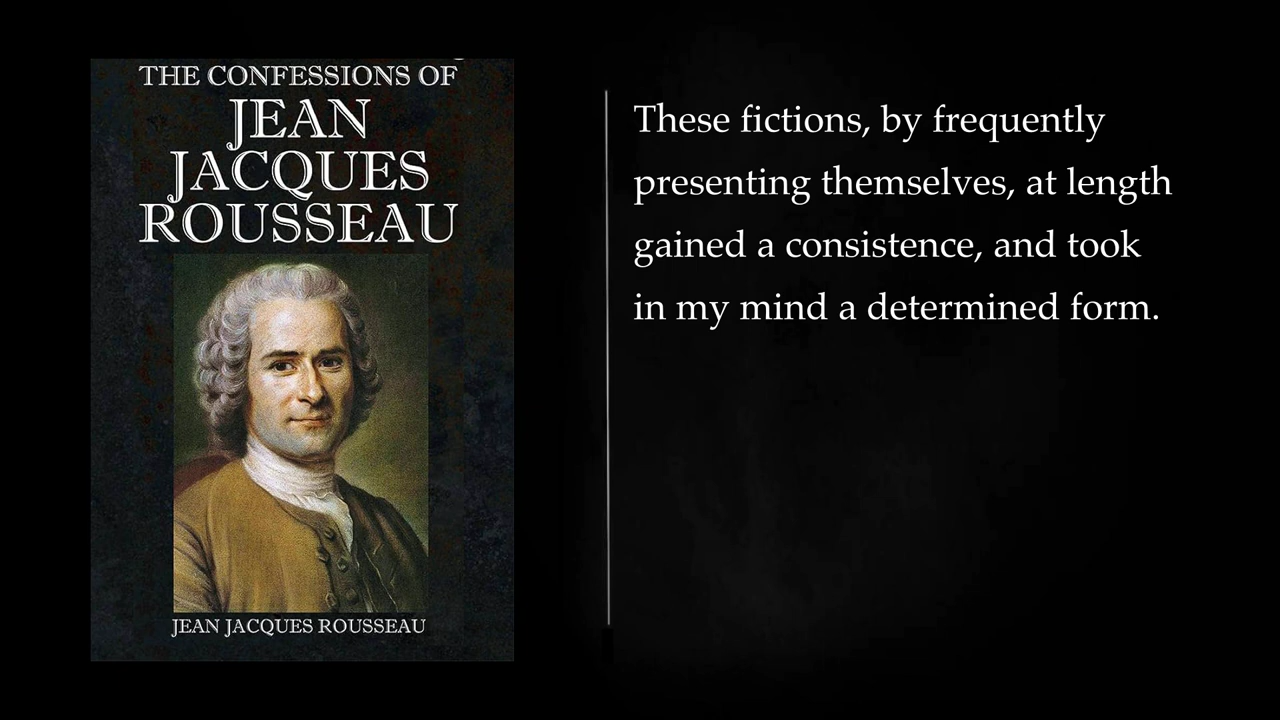 THE CONFESSIONS OF
JEAN
JACQUES
ROUSSEAU
JEAN JACQUES ROUSSEAU
These fictions, by frequently
presenting themselves, at length
gained a consistence, and took
in my mind a determined form.